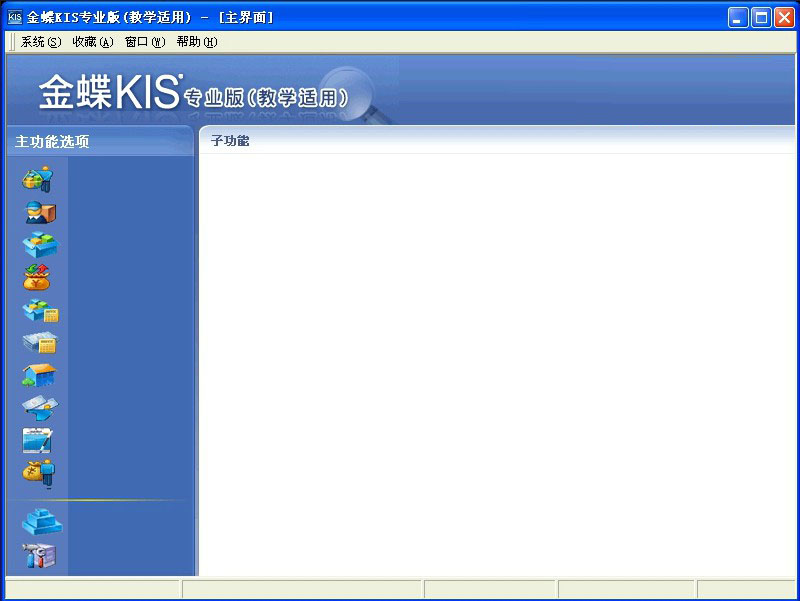 金蝶KIS专业版(教学适用) - [主界面]
系统(S) 收藏(A) 窗口(W) 帮助(H)
金蝶KIS 专业版(教学适用)
主功能选项
子功能